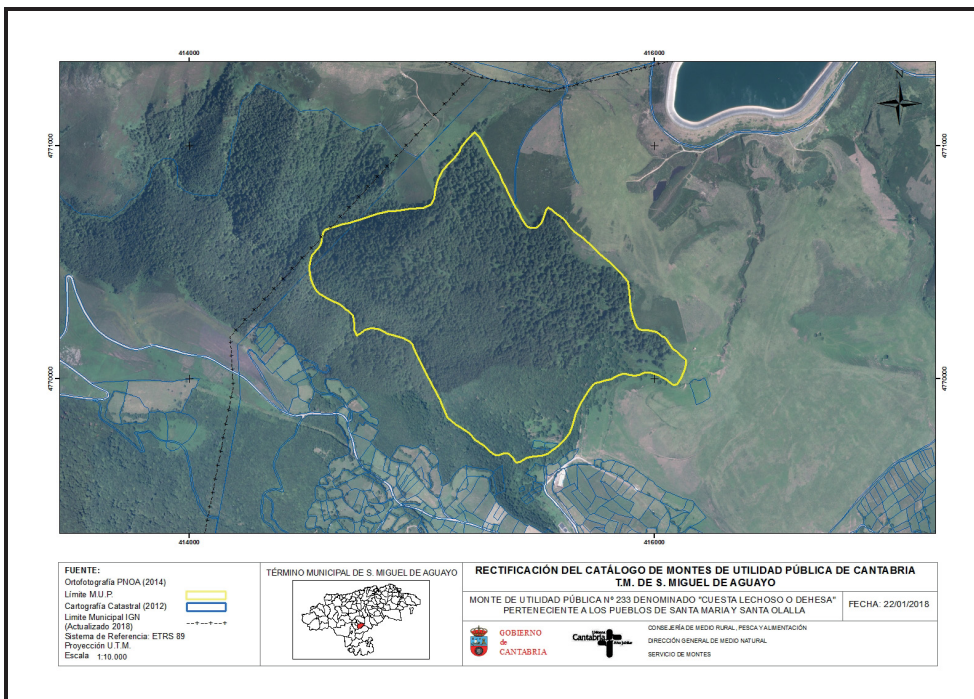 414000
416000
N
4771000
4771000
4770000
4770000
414000
416000
FUENTE:
Ortofotografía PNOA (2014)
Límite M.U.P.
Cartografía Catastral (2012)
Limite Municipal IGN
(Actualizado 2018)
Sistema de Referencia: ETRS 89
Proyección U.T.M.
Escala 1:10.000
TÉRMINO MUNICIPAL DE S. MIGUEL DE AGUAYO
RECTIFICACIÓN DEL CATÁLOGO DE MONTES DE UTILIDAD PÚBLICA DE CANTABRIA
T.M. DE S. MIGUEL DE AGUAYO
MONTE DE UTILIDAD PÚBLICA Nº 233 DENOMINADO "CUESTA LECHOSO O DEHESA"
PERTENECIENTE A LOS PUEBLOS DE SANTA MARIA Y SANTA OLALLA
FECHA: 22/01/2018
GOBIERNO
de
CANTABRIA
Cantabria
CONSEJERÍA DE MEDIO RURAL, PESCA Y ALIMENTACIÓN
DIRECCIÓN GENERAL DE MEDIO NATURAL
SERVICIO DE MONTES